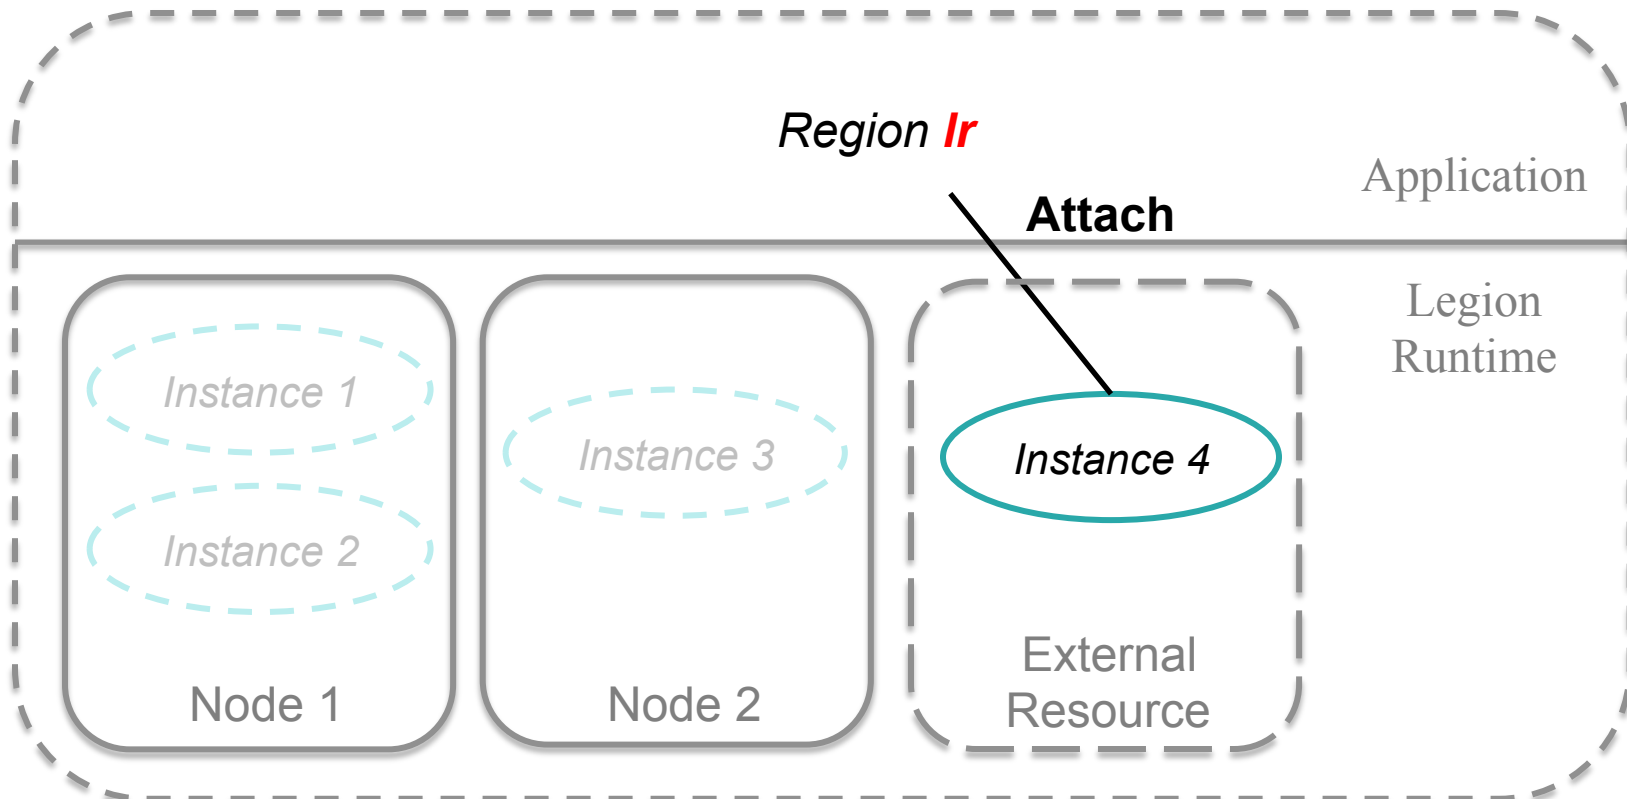 Region lr
Application
Attach
Legion
Runtime
Instance 1
Instance 2
Node 1
Instance 3
Node 2
Instance 4
External
Resource